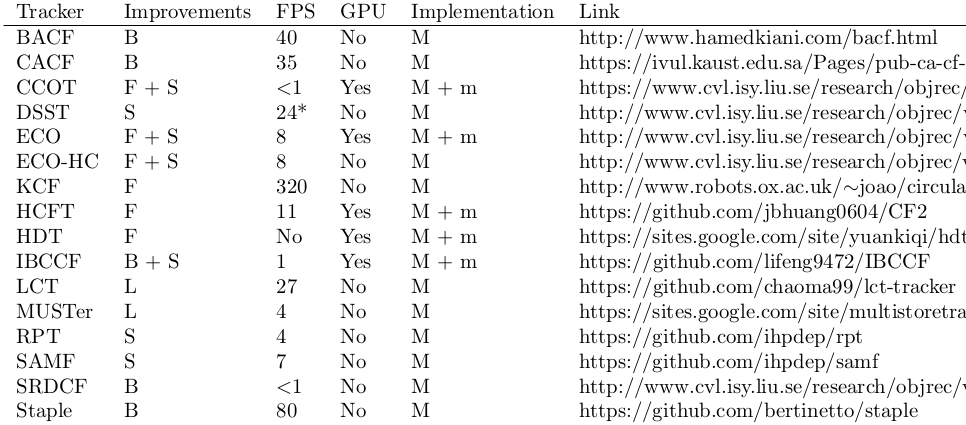 Tracker Improvements FPS GPU Implementation Link
BACF B 40 No M http://www.hamedkiani.com/bacf.html
CACF B 35 No M https://ivul.kaust.edu.sa/Pages/pub-ca-cf-
CCOT F + S <1 Yes M + m https://www.cvl.isy.liu.se/research/objrec/
DSST S 24* No M http://www.cvl.isy.liu.se/research/objrec/v
ECO F + S 8 Yes M + m http://www.cvl.isy.liu.se/research/objrec/v
ECO-HC F + S 8 No M http://www.cvl.isy.liu.se/research/objrec/v
KCF F 320 No M http://www.robots.ox.ac.uk/~joao/circula
HCFT F 11 Yes M + m https://github.com/jbhuang0604/CF2
HDT F No Yes M + m https://sites.google.com/site/yuankiqi/hdt
IBCCF B + S 1 Yes M + m https://github.com/lifeng9472/IBCCF
LCT L 27 No M https://github.com/chaoma99/lct-tracker
MUSTer L 4 No M https://sites.google.com/site/multistoretra
RPT S 4 No M https://github.com/ihpdep/rpt
SAMF S 7 No M https://github.com/ihpdep/samf
SRDCF B <1 No M http://www.cvl.isy.liu.se/research/objrec/v
Staple B 80 No M https://github.com/bertinetto/staple